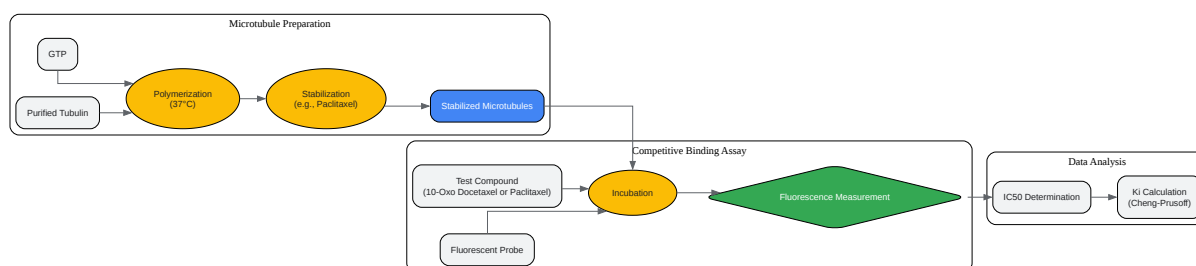 Microtubule Preparation
GTP
Purified Tubulin
Polymerization
(37°C)
Stabilization
(e.g., Paclitaxel)
Stabilized Microtubules
Competitive Binding Assay
Test Compound
(10-Oxo Docetaxel or Paclitaxel)
Fluorescent Probe
Incubation
Fluorescence Measurement
Data Analysis
IC50 Determination
Ki Calculation
(Cheng-Prusoff)